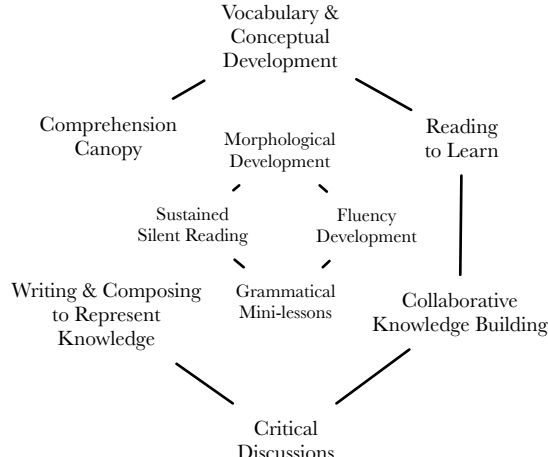 Vocabulary &
Conceptual
Development
Comprehension
Canopy
Reading
to Learn
Morphological
Development
Sustained
Silent Reading
Fluency
Development
Grammatical
Mini-lessons
Writing & Composing
to Represent
Knowledge
Collaborative
Knowledge Building
Critical
Discussions